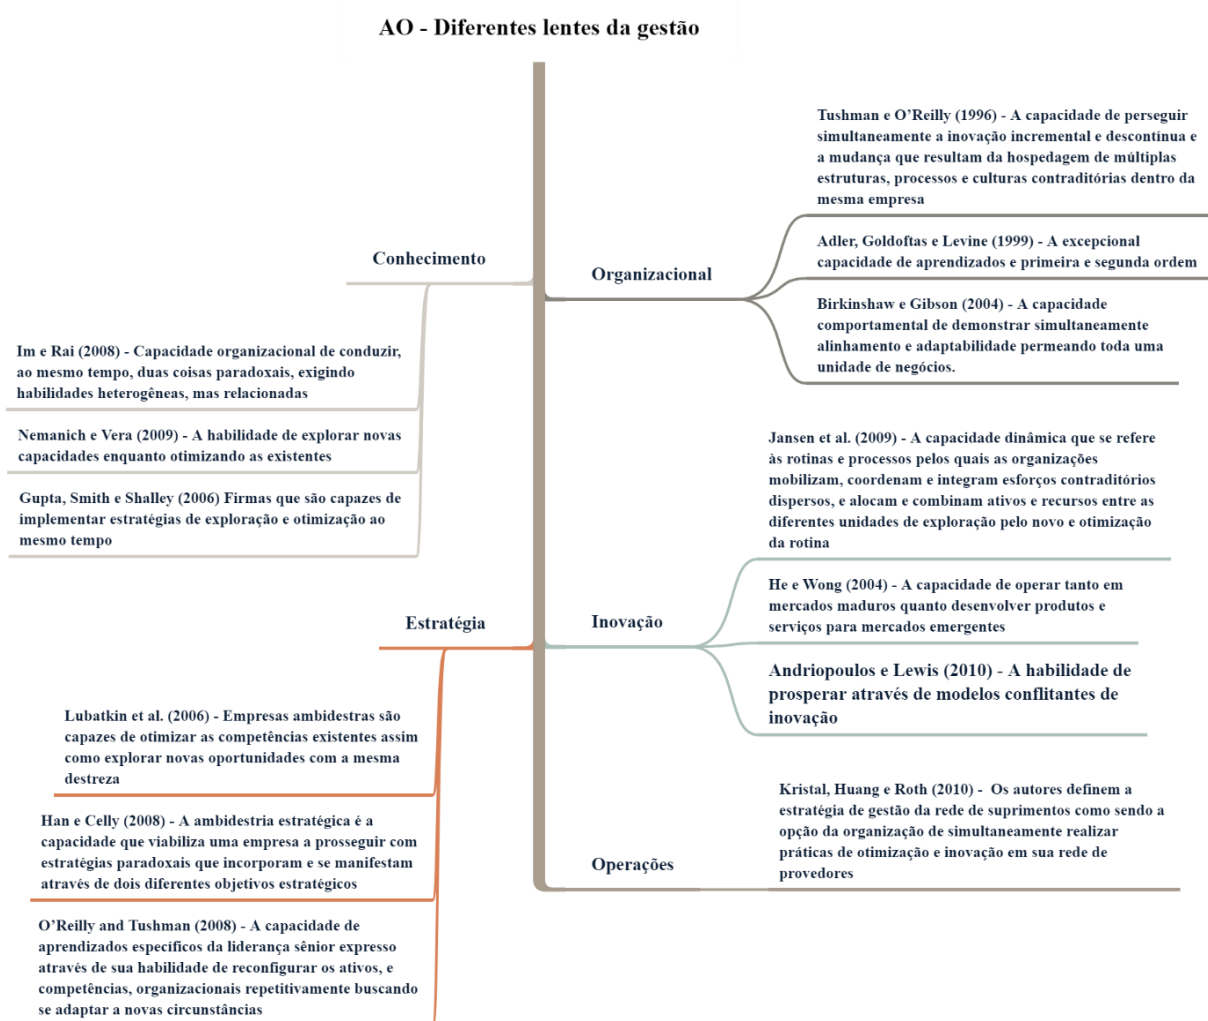 AO - Diferentes lentes da gestão
Conhecimento
Im e Rai (2008) - Capacidade organizacional de conduzir,
ao mesmo tempo, duas coisas paradoxais, exigindo
habilidades heterogêneas, mas relacionadas
Nemanich e Vera (2009) - A habilidade de explorar novas
capacidades enquanto otimizando as existentes
Gupta, Smith e Shalley (2006) Firmas que são capazes de
implementar estratégias de exploração e otimização ao
mesmo tempo
Estratégia
Lubatkin et al. (2006) - Empresas ambidestras são
capazes de otimizar as competências existentes assim
como explorar novas oportunidades com a mesma
destreza
Han e Celly (2008) - A ambidestria estratégica é a
capacidade que viabiliza uma empresa a prosseguir com
estratégias paradoxais que incorporam e se manifestam
através de dois diferentes objetivos estratégicos
O’Reilly and Tushman (2008) - A capacidade de
aprendizados específicos da liderança sênior expresso
através de sua habilidade de reconfigurar os ativos, e
competências, organizacionais repetitivamente buscando
se adaptar a novas circunstâncias
Organizacional
Tushman e O’Reilly (1996) - A capacidade de perseguir
simultaneamente a inovação incremental e descontínua e
a mudança que resultam da hospedagem de múltiplas
estruturas, processos e culturas contraditórias dentro da
mesma empresa
Adler, Goldoftas e Levine (1999) - A excepcional
capacidade de aprendizados e primeira e segunda ordem
Birkinshaw e Gibson (2004) - A capacidade
comportamental de demonstrar simultaneamente
alinhamento e adaptabilidade permeando toda uma
unidade de negócios.
Inovação
Jansen et al. (2009) - A capacidade dinâmica que se refere
às rotinas e processos pelos quais as organizações
mobilizam, coordenam e integram esforços contraditórios
dispersos, e alocam e combinam ativos e recursos entre as
diferentes unidades de exploração pelo novo e otimização
da rotina
He e Wong (2004) - A capacidade de operar tanto em
mercados maduros quanto desenvolver produtos e
serviços para mercados emergentes
Andriopoulos e Lewis (2010) - A habilidade de
prosperar através de modelos conflitantes de
inovação
Operações
Kristal, Huang e Roth (2010) - Os autores definem a
estratégia de gestão da rede de suprimentos como sendo a
opção da organização de simultaneamente realizar
práticas de otimização e inovação em sua rede de
provedores